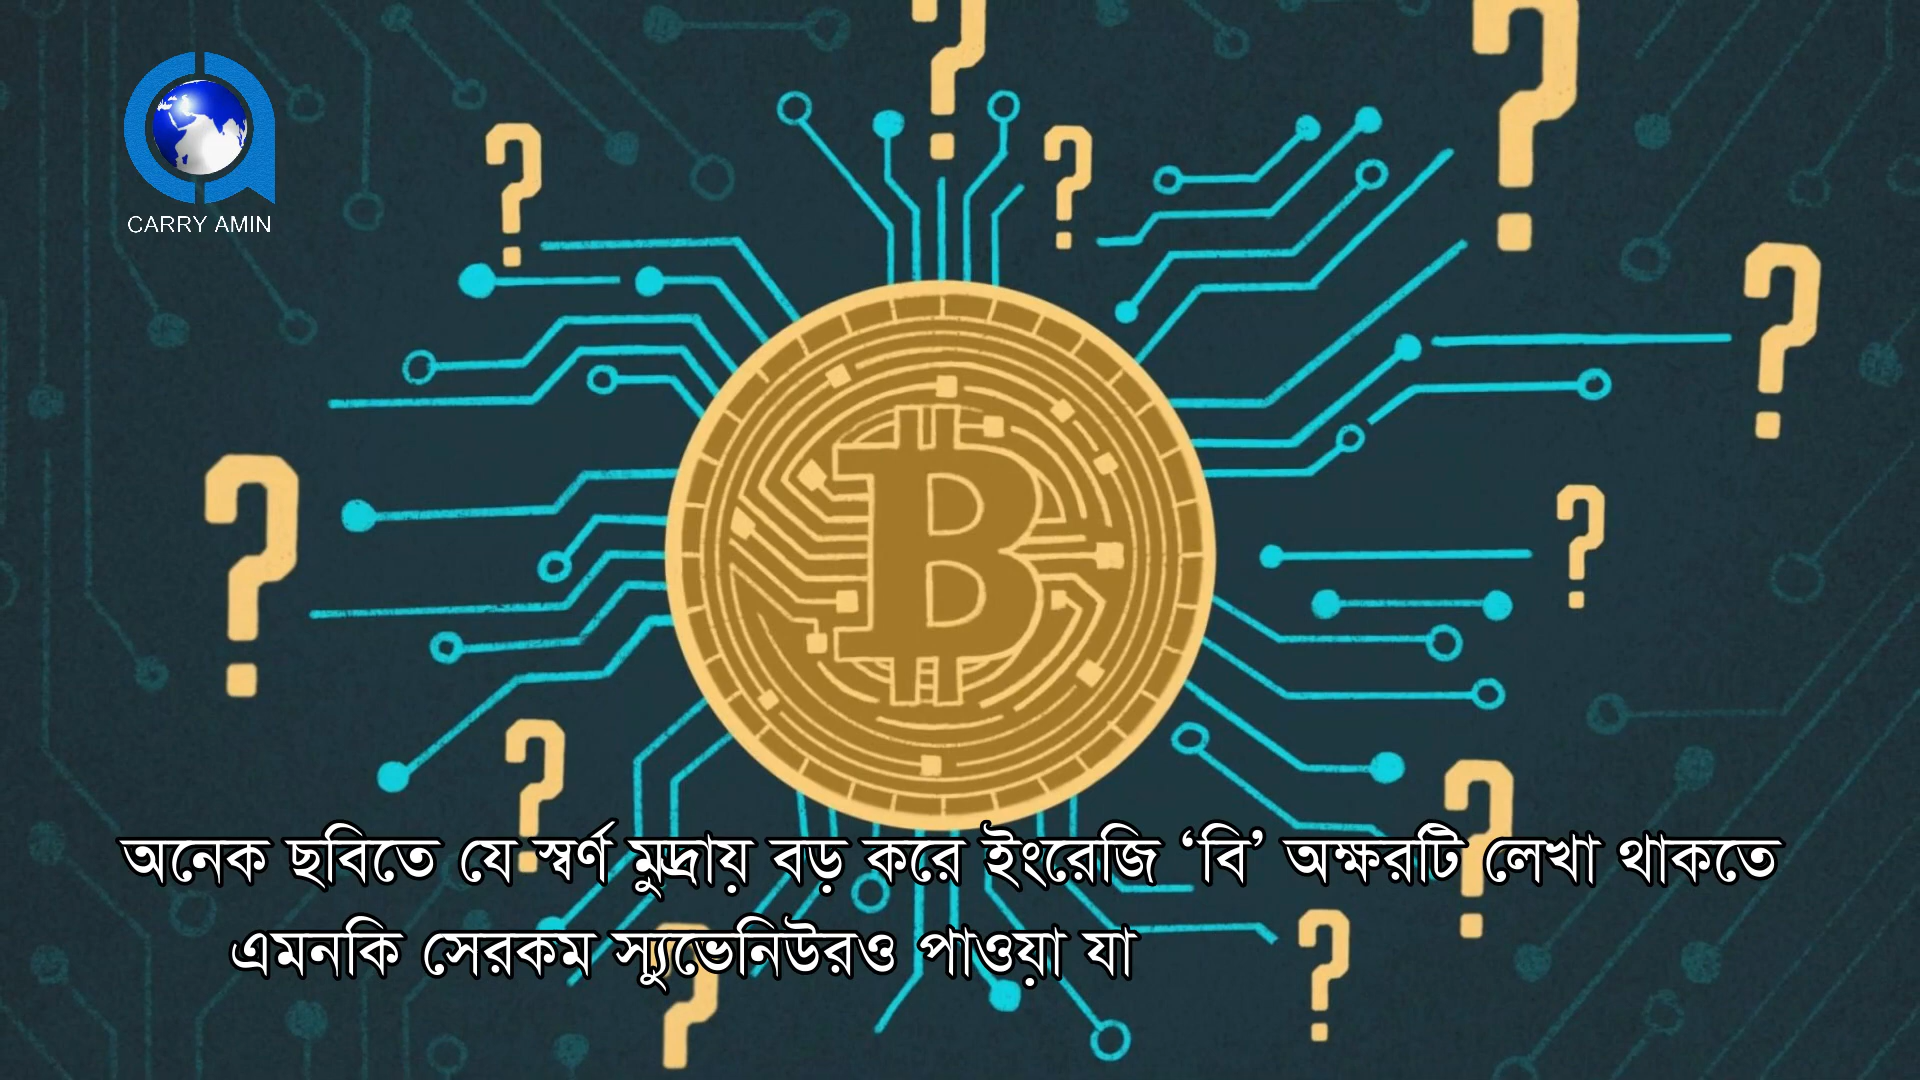 CARRY AMIN
অনেক ছবিতে যে স্বর্ণ মুদ্রায় বড় করে ইংরেজি ‘বি’ অক্ষরটি লেখা থাকতে
এমনকি সেরকম স্যুভেনিউরও পাওয়া যা